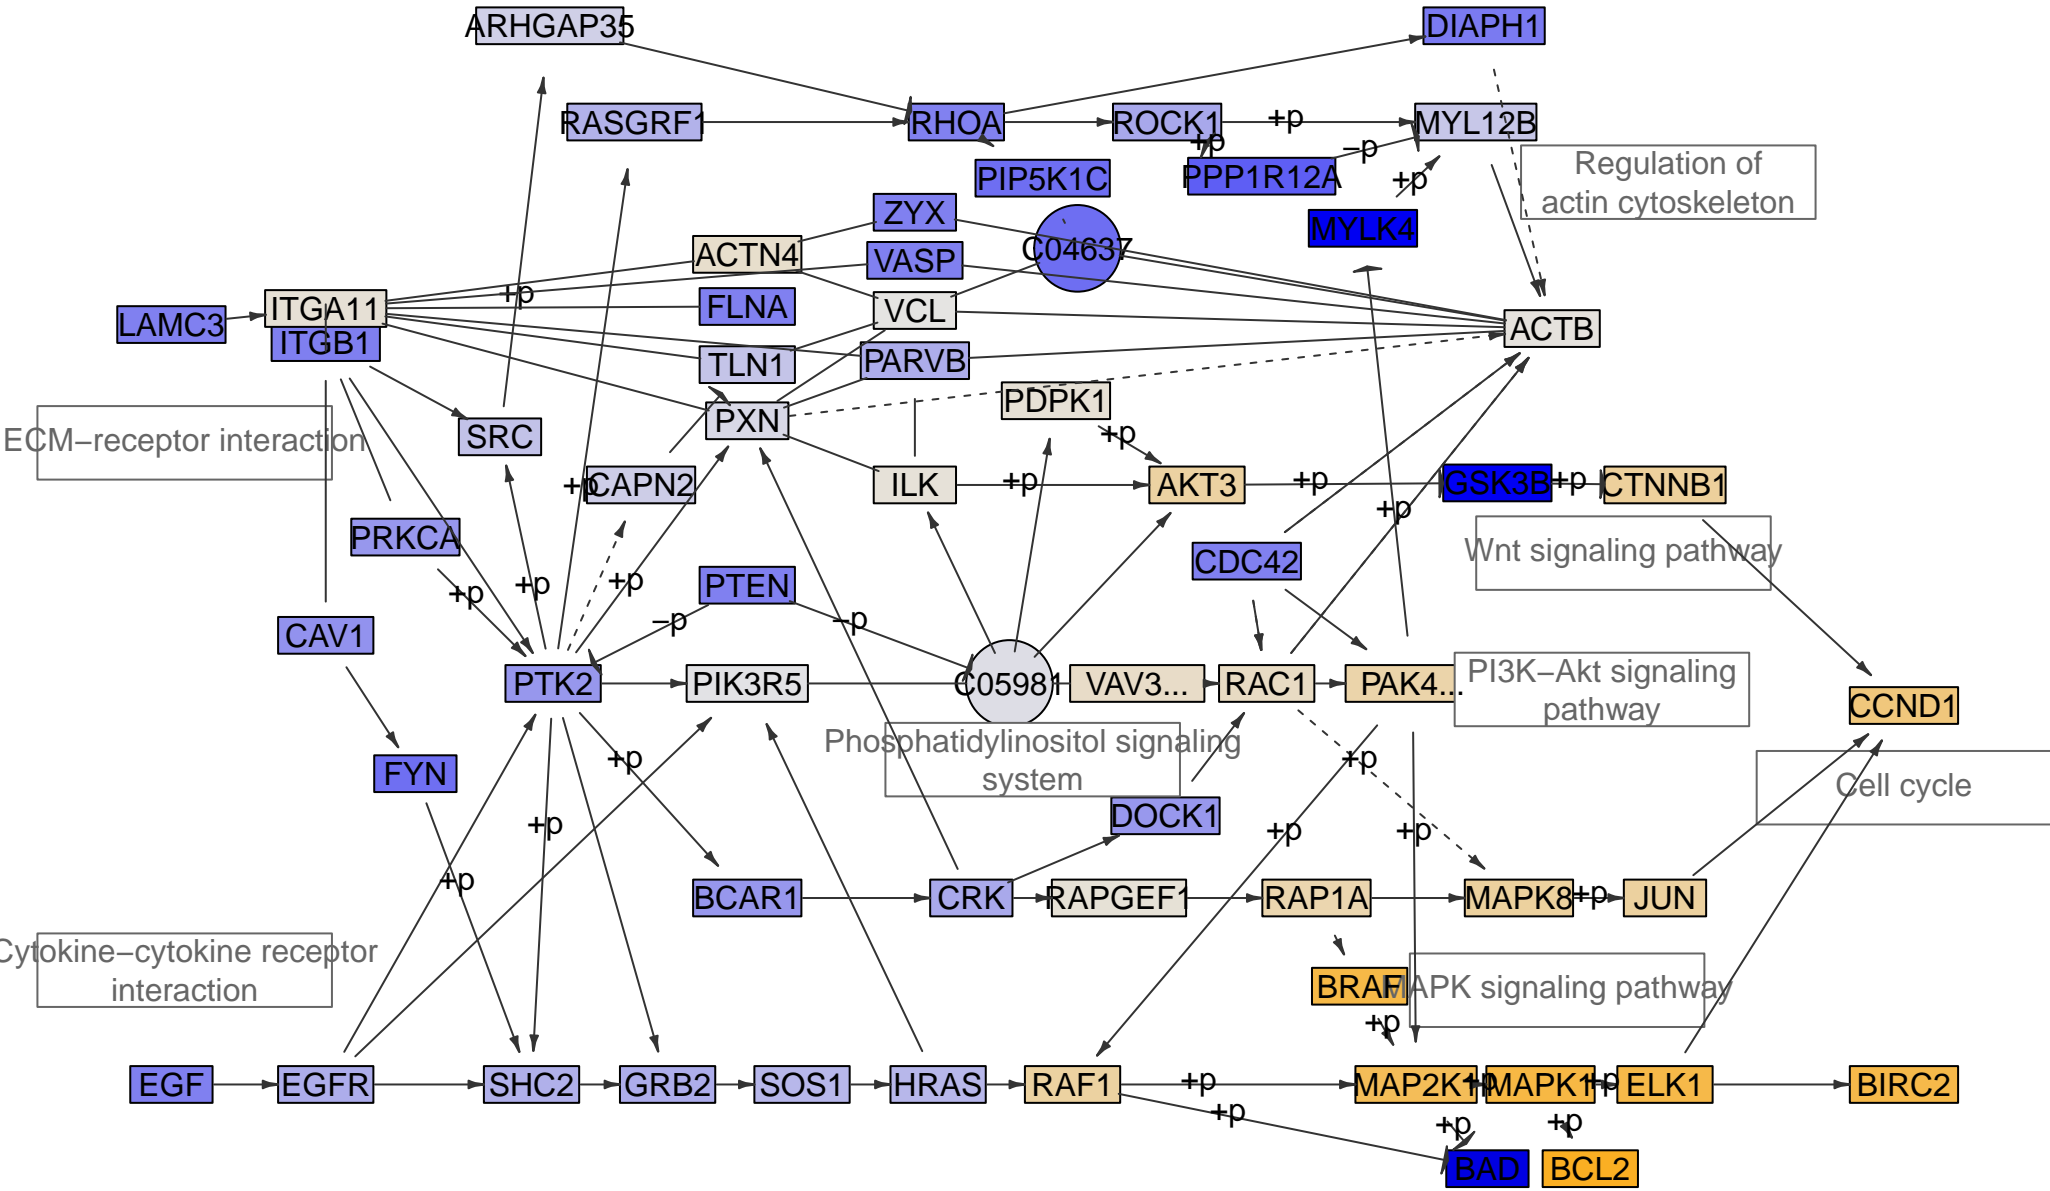 ARHGAP35
DIAPH1
RASGRF1
RHOA
ROCK1
+p
MYL12B
+p
−p
PIP5K1C
PPP1R12A
+p
Regulation of
actin cytoskeleton
ZYX
MYLK4
ACTN4
VASP
C04637
+p
ITGA11
FLNA
VCL
LAMC3
ITGB1
ACTB
TLN1
PARVB
PDPK1
PXN
+p
ECM−receptor interaction
SRC
+p
CAPN2
ILK
+p
AKT3
+p
GSK3B
+p
CTNNB1
+p
PRKCA
Wnt signaling pathway
CDC42
+p
+p
+p
PTEN
−p
−p
CAV1
PTK2
PIK3R5
C05981
VAV3...
RAC1
PAK4...
PI3K−Akt signaling
pathway
CCND1
Phosphatidylinositol signaling
system
+p
+p
FYN
Cell cycle
DOCK1
+p
+p
+p
+p
BCAR1
CRK
RAPGEF1
RAP1A
MAPK8
+p
JUN
Cytokine−cytokine receptor
interaction
BRAF
MAPK signaling pathway
+p
EGF
EGFR
SHC2
GRB2
SOS1
HRAS
RAF1
+p
MAP2K1
+p
MAPK1
+p
ELK1
BIRC2
+p
+p
+p
BAD
BCL2